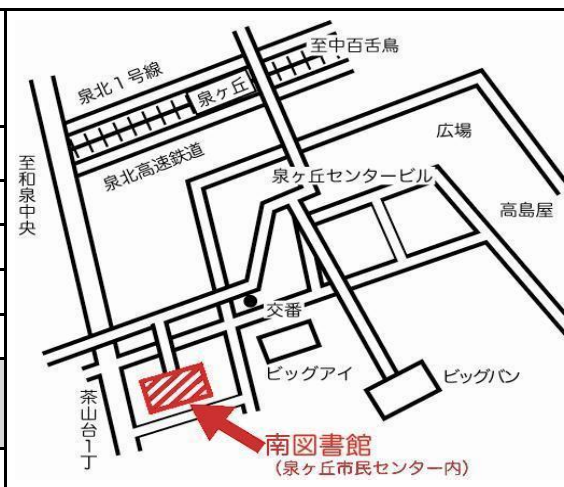 至中百舌鳥
泉北1号線
泉ヶ丘
泉北高速鉄道
広場
至和泉中央
泉ヶ丘センタービル
高島屋
交番
ビッグアイ
ビッグバン
茶山台1丁
南図書館
（泉ヶ丘市民センター内）